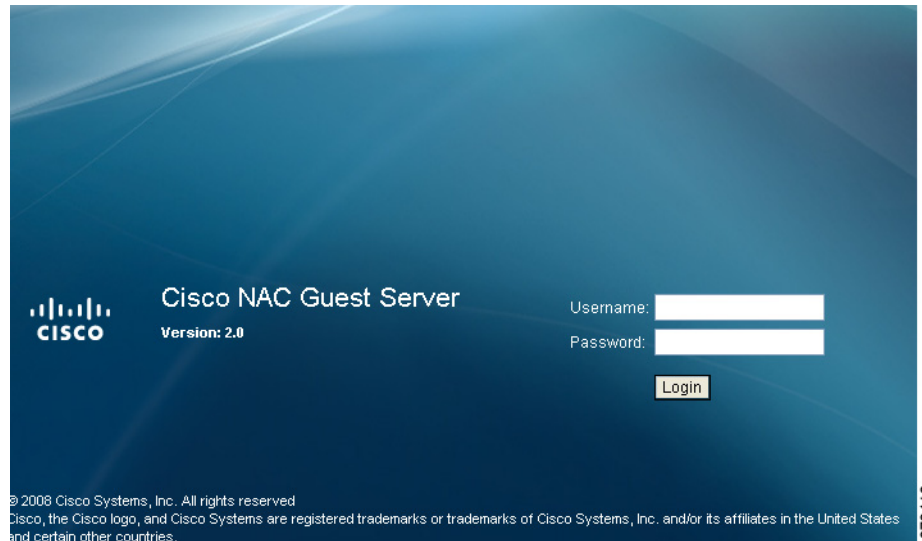 Cisco NAC Guest Server
CISCO
Version: 2.0
Username:
Password:
Login
© 2008 Cisco Systems, Inc. All rights reserved
Cisco, the Cisco logo, and Cisco Systems are registered trademarks or trademarks of Cisco Systems, Inc. and/or its affiliates in the United States
and certain other countries.